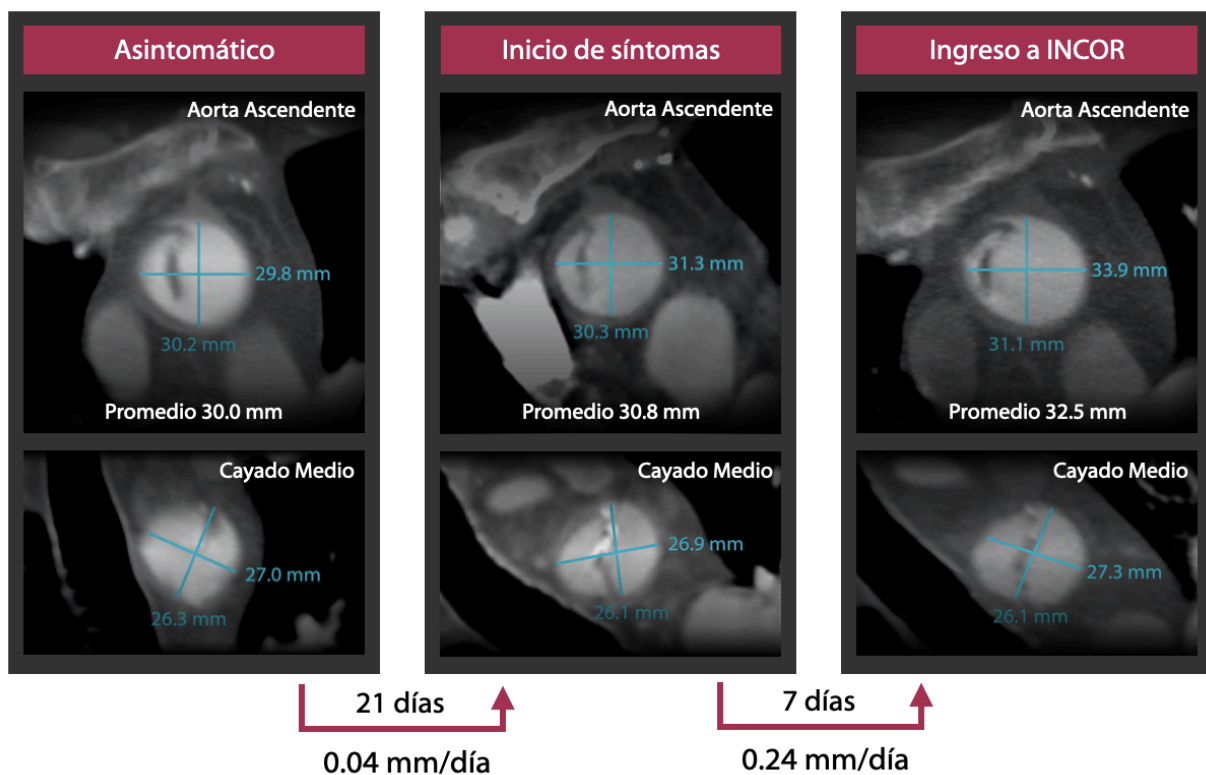 Asintomático
Aorta Ascendente
29.8 mm
30.2 mm
Promedio 30.0 mm
Cayado Medio
27.0 mm
26.3 mm
Inicio de síntomas
Aorta Ascendente
31.3 mm
30.3 mm
Promedio 30.8 mm
Cayado Medio
26.9 mm
26.1 mm
Ingreso a INCOR
Aorta Ascendente
33.9 mm
31.1 mm
Promedio 32.5 mm
Cayado Medio
27.3 mm
26.1 mm
21 días
0.04 mm/día
7 días
0.24 mm/día